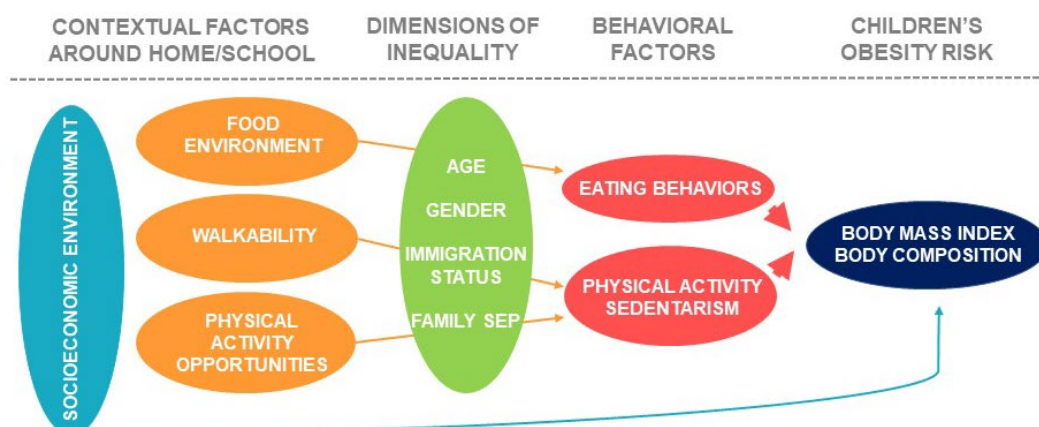 CONTEXTUAL FACTORS
AROUND HOME/SCHOOL
DIMENSIONS OF
INEQUALITY
BEHAVIORAL
FACTORS
CHILDREN'S
OBESITY RISK
SOCIOECONOMIC ENVIRONMENT
FOOD
ENVIRONMENT
WALKABILITY
PHYSICAL
ACTIVITY
OPPORTUNITIES
AGE
GENDER
IMMIGRATION
STATUS
FAMILY SEP
EATING BEHAVIORS
PHYSICAL ACTIVITY
SEDENTARISM
BODY MASS INDEX
BODY COMPOSITION